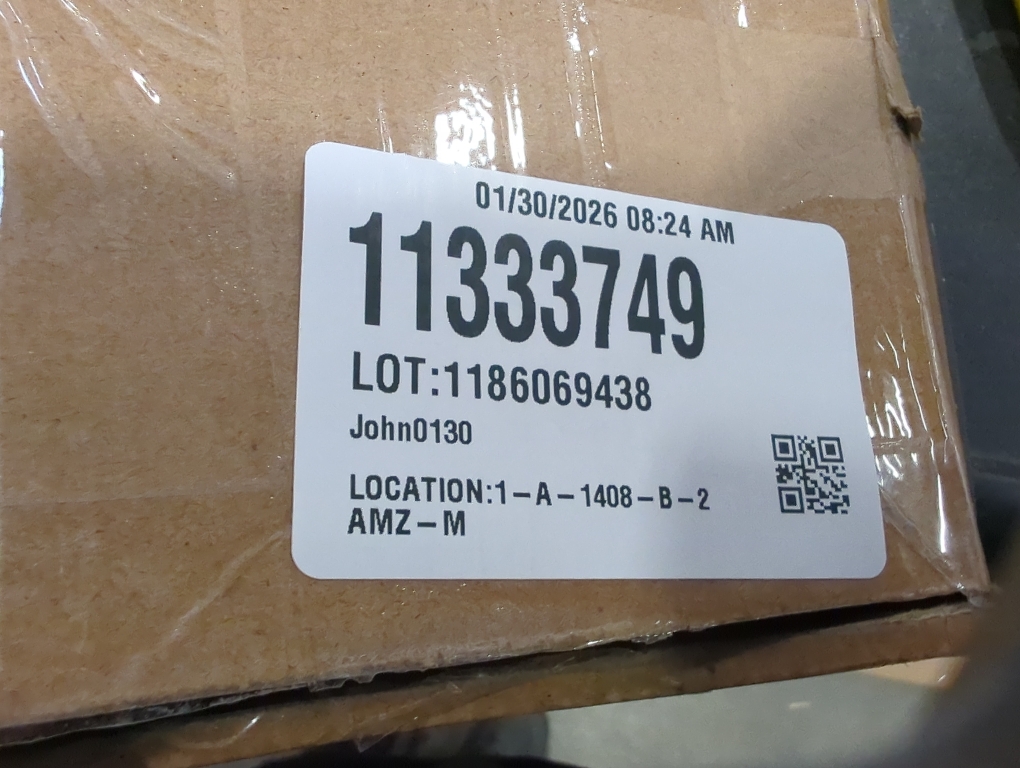 01/30/2026 08:24 AM
11333749
LOT:1186069438
John0130
LOCATION:1-A-1408-B-2
AMZ-M